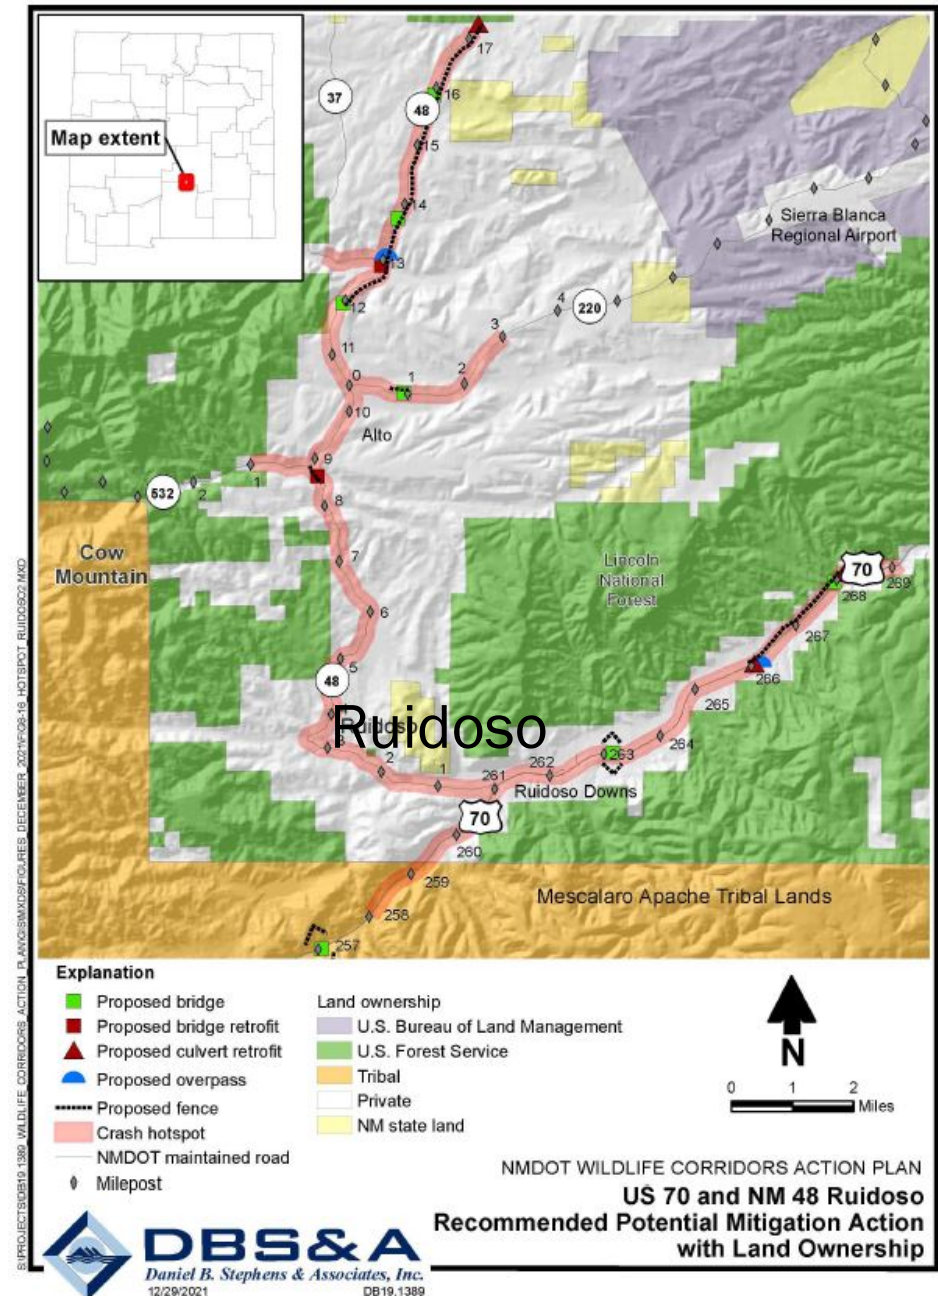 Map extent
37
48
17
16
15
14
13
12
11
Sierra Blanca
Regional Airport
4
220
3
2
1
0
10
Alto
9
1
2
532
8
7
6
5
48
Cow
Mountain
Lincoln
National
Forest
70
269
268
267
266
265
264
263
262
261
Ruidoso
Ruidoso
3
2
1
Ruidoso Downs
70
260
259
258
257
Mescalaro Apache Tribal Lands
Explanation
Proposed bridge
Proposed bridge retrofit
Proposed culvert retrofit
Proposed overpass
Proposed fence
Crash hotspot
NMDOT maintained road
Milepost
Land ownership
U.S. Bureau of Land Management
U.S. Forest Service
Tribal
Private
NM state land
N
0 1 2
Miles
NMDOT WILDLIFE CORRIDORS ACTION PLAN
US 70 and NM 48 Ruidoso
Recommended Potential Mitigation Action
with Land Ownership
DBS&A
Daniel B. Stephens & Associates, Inc.
12/29/2021 DB19.1389